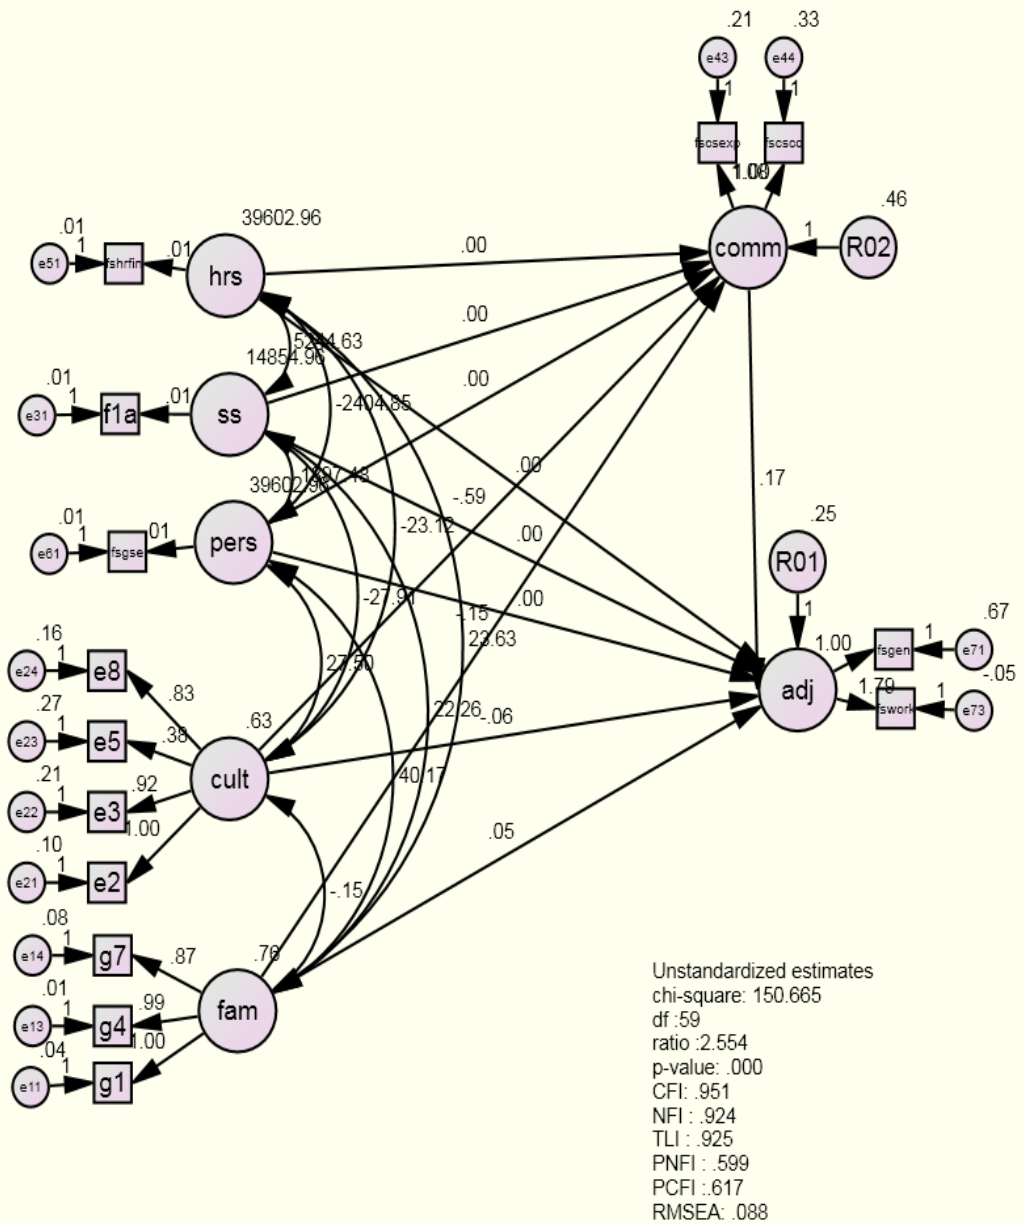 .21
.33
e43
e44
1
1
fscsexp
fscsco
1.00
.46
1
comm
R02
.01
39602.96
1
.01
e51
fshrfin
hrs
.00
5244.63
14854.96
.01
1
.01
e31
f1a
ss
.00
-2404.85
.00
39602.96
.01
1
.01
e61
fsgse
pers
.00
-.59
-23.12
.00
.17
.25
R01
1
-27.91
.00
-.15
23.63
27.50
.67
1.00
1
fsgen
e71
adj
1.79
-.05
1
fswork
e73
.16
1
e24
e8
.83
.27
1
e23
e5
.38
.63
22.26
-.06
cult
40.17
.21
1
e22
e3
.92
1.00
.10
1
e21
e2
.05
-.15
.08
1
e14
g7
.87
.76
.01
1
e13
g4
.99
fam
1.00
.04
1
e11
g1
Unstandardized estimates
chi-square: 150.665
df :59
ratio :2.554
p-value: .000
CFI: .951
NFI : .924
TLI : .925
PNFI : .599
PCFI :.617
RMSEA: .088